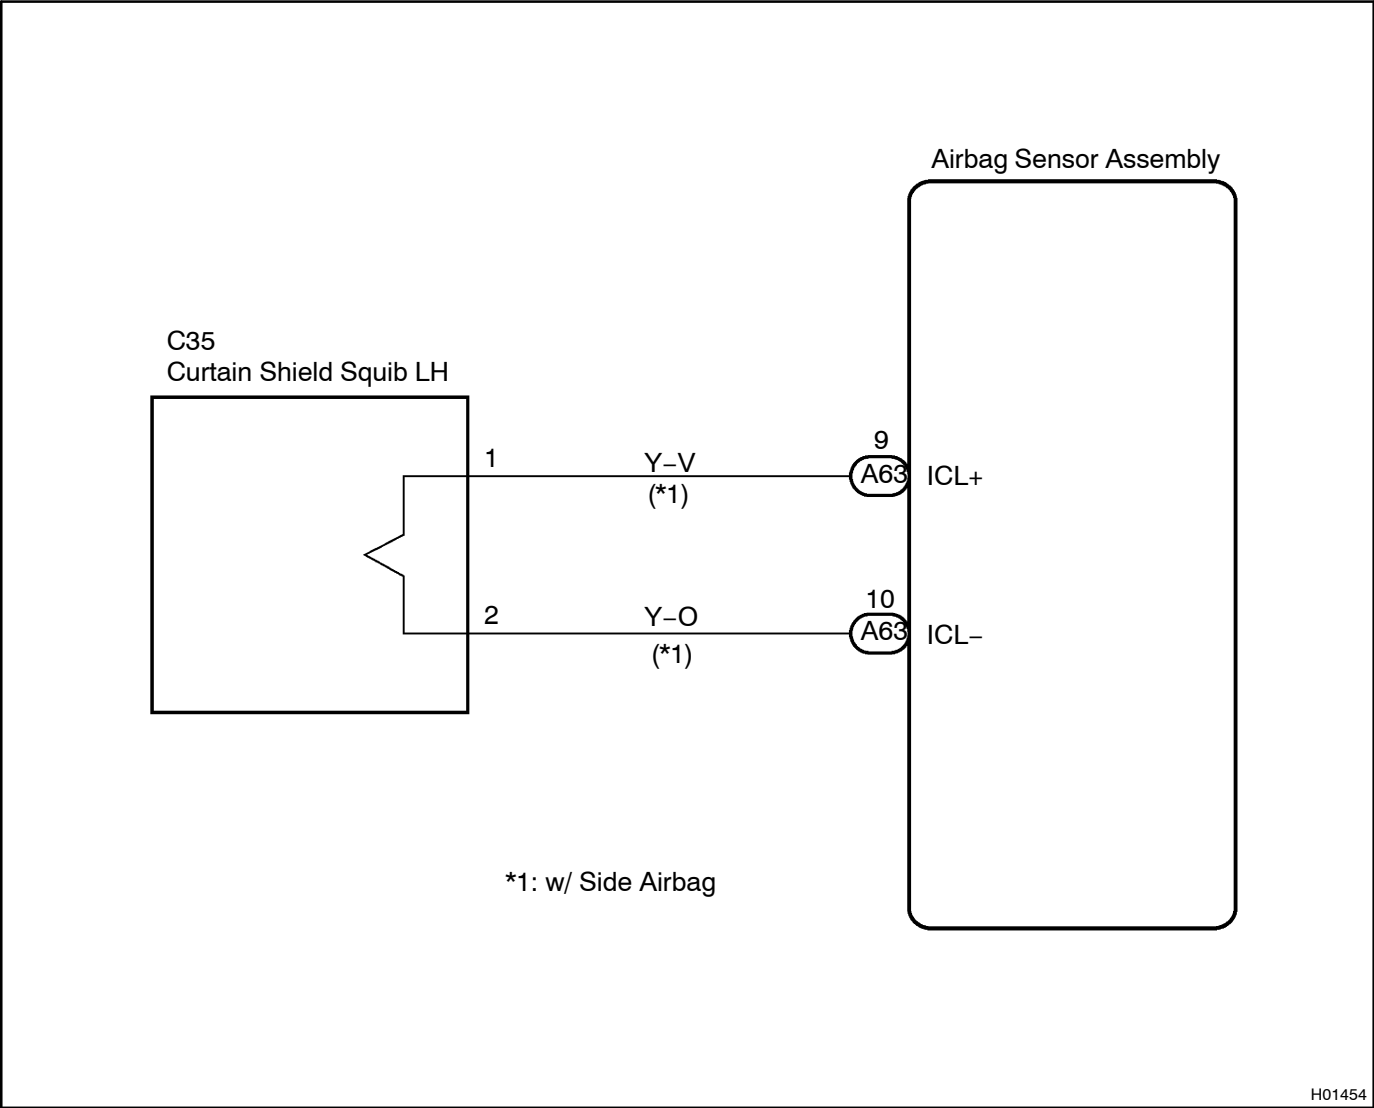 Airbag Sensor Assembly
C35
Curtain Shield Squib LH
1
Y–V
(*1)
9
A63
ICL+
2
Y–O
(*1)
10
A63
ICL–
*1: w/ Side Airbag
H01454